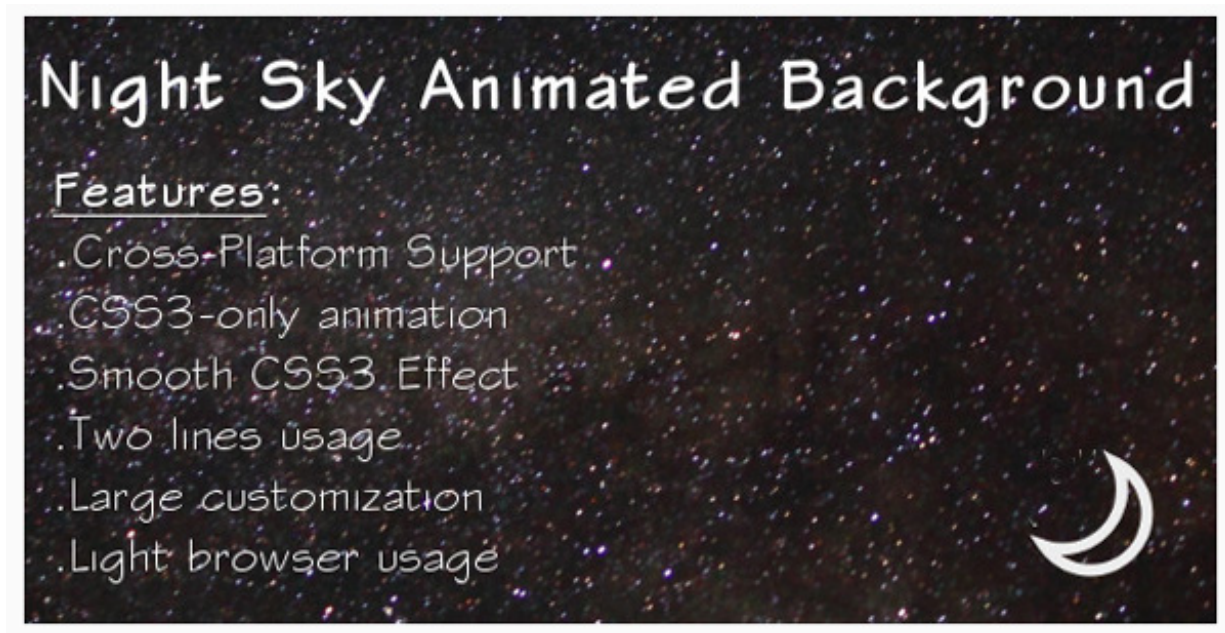 Night Sky Animated Background
Features:
.Cross-Platform Support
.CSS3-only animation
.Smooth CSS3 Effect
.Two lines usage
.Large customization
.Light browser usage